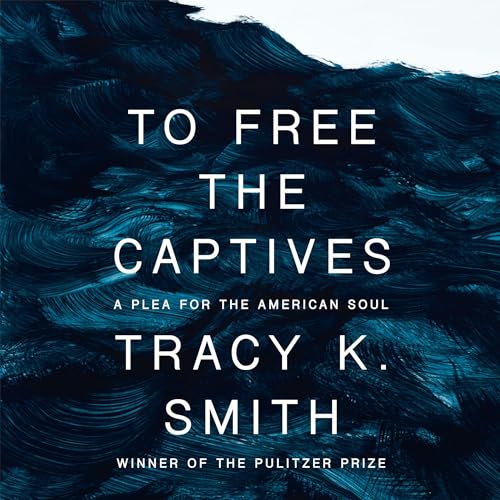 TO FREE
THE
CAPTIVES
A PLEA FOR THE AMERICAN SOUL
TRACY K.
SMITH
WINNER OF THE PULITZER PRIZE